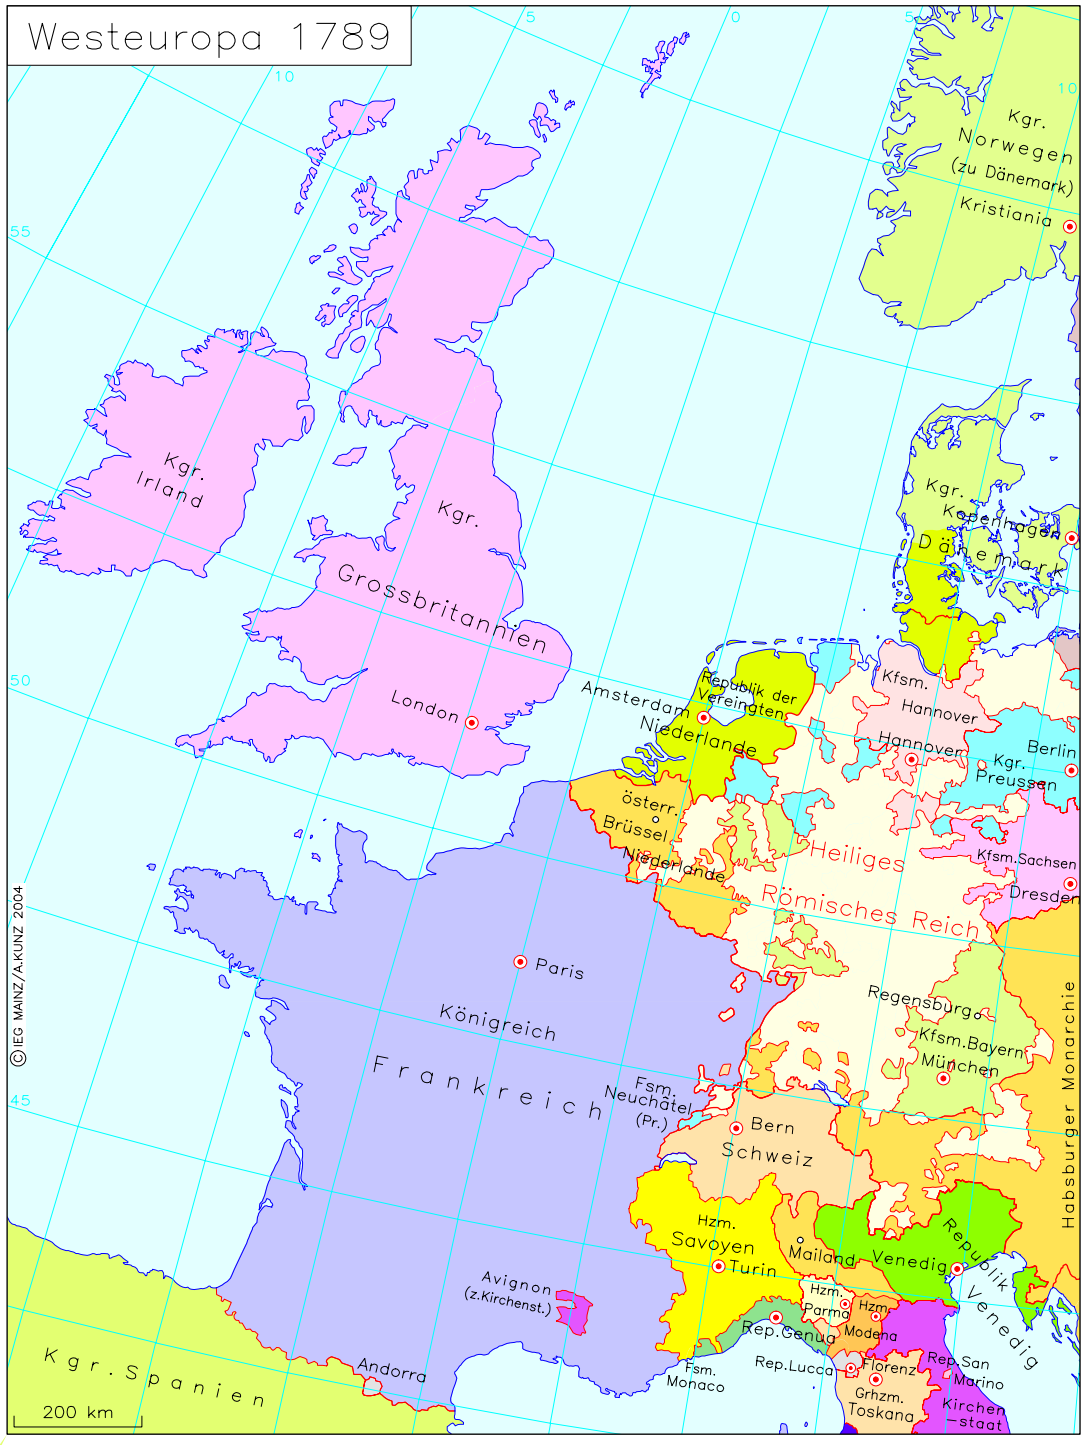 Westeuropa 1789
5
0
5
10
10
55
50
45
Kgr.
Norwegen
(zu Dänemark)
Kristiania
Kgr.
Irland
Kgr.
Grossbritannien
London
Kgr.
Kopenhagen
Dänemark
Amsterdam
Republik der
Vereingten
Niederlande
Kfsm.
Hannover
Hannover
Berlin
Kgr.
Preussen
österr.
Brüssel
Niederlande
Heiliges
Römisches Reich
Kfsm.Sachsen
Dresden
Paris
Königreich
Frankreich
Regensburg
Kfsm.Bayern
München
Habsburger Monarchie
Fsm.
Neuchâtel
(Pr.)
Bern
Schweiz
Hzm.
Savoyen
Turin
Mailand
Venedig
Republik
Venedig
Avignon
(z.Kirchenst.)
Hzm.
Parma
Hzm.
Modena
Rep.Genua
Rep.Lucca
Florenz
Grhzm.
Toskana
Rep.San
Marino
Kirchen
-staat
Fsm.
Monaco
Andorra
Kgr.Spanien
200 km
©IEG MAINZ/A.KUNZ 2004